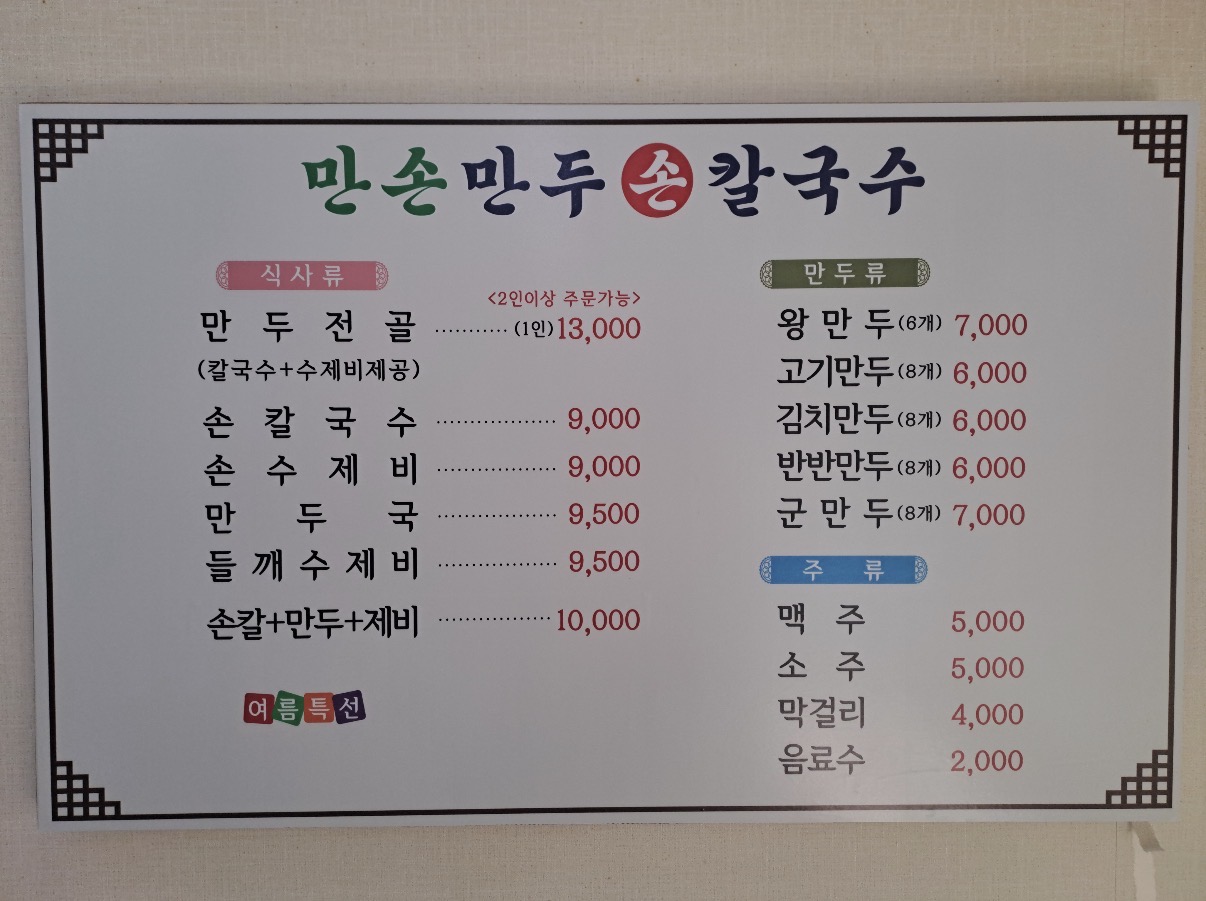 만손만두 손 칼국수
식사류
<2인이상 주문가능>
만두전골 ........... (1인) 13,000
(칼국수+수제비제공)
손칼국수 .................. 9,000
손수제비 .................. 9,000
만두국 .................. 9,500
들깨수제비 .................. 9,500
손칼+만두+제비 ................. 10,000
여름특선
만두류
왕만두(6개) 7,000
고기만두(8개) 6,000
김치만두(8개) 6,000
반반만두(8개) 6,000
군만두(8개) 7,000
주류
맥주 5,000
소주 5,000
막걸리 4,000
음료수 2,000